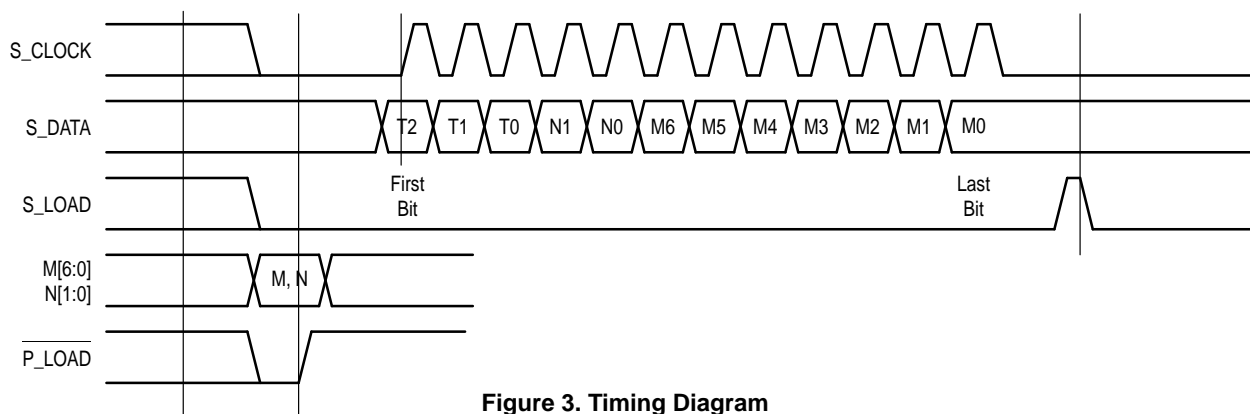 S_CLOCK
S_DATA
T2 T1 T0 N1 N0 M6 M5 M4 M3 M2 M1 M0
First
Bit
Last
Bit
S_LOAD
M[6:0]
N[1:0]
M, N
P_LOAD
Figure 3. Timing Diagram